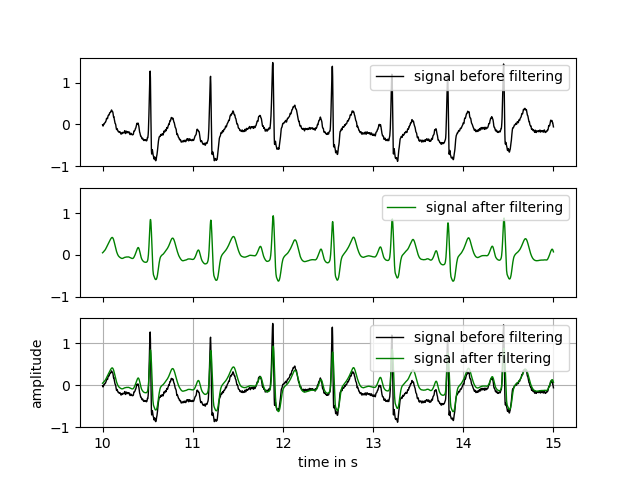 1
0
−1
signal before filtering
1
0
−1
signal after filtering
1
0
−1
signal before filtering
signal after filtering
amplitude
10 11 12 13 14 15
time in s